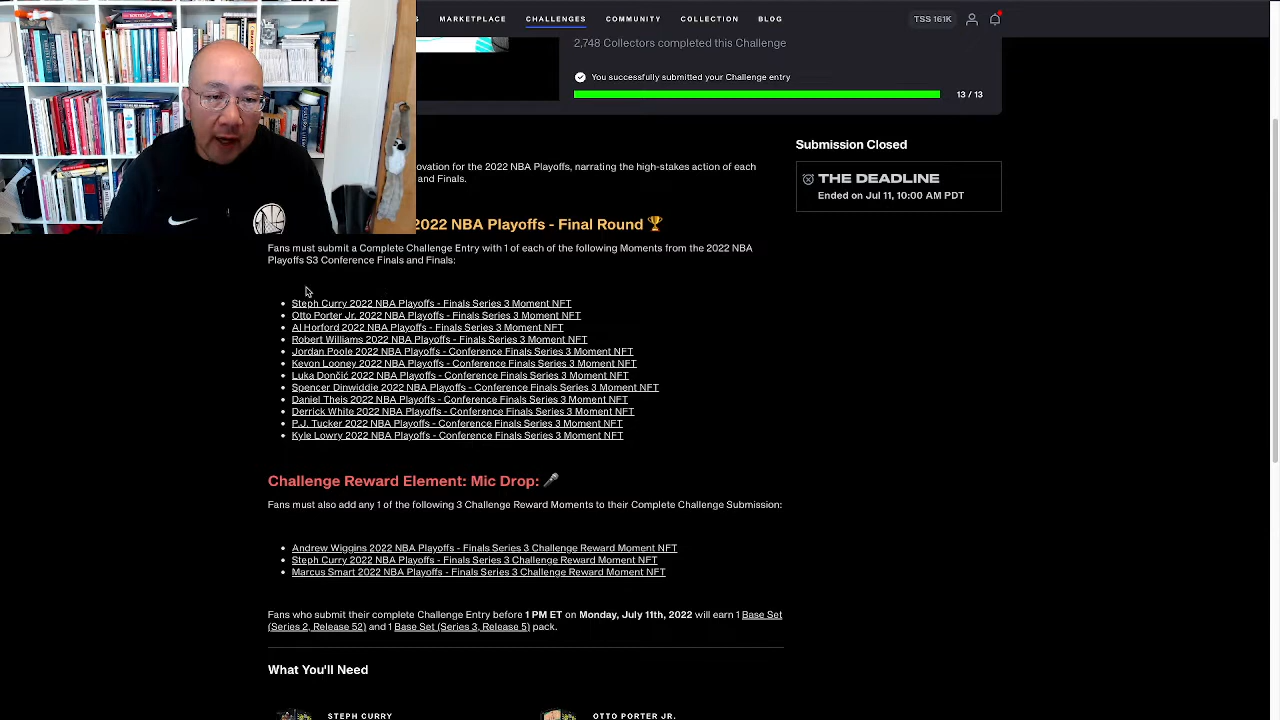 MARKETPLACE CHALLENGES COMMUNITY COLLECTION BLOG TSS 161K
2,748 Collectors completed this Challenge
You successfully submitted your Challenge entry
13 / 13
Submission Closed
THE DEADLINE
Ended on Jul 11, 10:00 AM PDT
ovation for the 2022 NBA Playoffs, narrating the high-stakes action of each
and Finals.
2022 NBA Playoffs - Final Round 🏆
Fans must submit a Complete Challenge Entry with 1 of each of the following Moments from the 2022 NBA
Playoffs S3 Conference Finals and Finals:
• Steph Curry 2022 NBA Playoffs - Finals Series 3 Moment NFT
• Otto Porter Jr. 2022 NBA Playoffs - Finals Series 3 Moment NFT
• Al Horford 2022 NBA Playoffs - Finals Series 3 Moment NFT
• Robert Williams 2022 NBA Playoffs - Finals Series 3 Moment NFT
• Jordan Poole 2022 NBA Playoffs - Conference Finals Series 3 Moment NFT
• Kevon Looney 2022 NBA Playoffs - Conference Finals Series 3 Moment NFT
• Luka Dončić 2022 NBA Playoffs - Conference Finals Series 3 Moment NFT
• Spencer Dinwiddie 2022 NBA Playoffs - Conference Finals Series 3 Moment NFT
• Daniel Theis 2022 NBA Playoffs - Conference Finals Series 3 Moment NFT
• Derrick White 2022 NBA Playoffs - Conference Finals Series 3 Moment NFT
• P.J. Tucker 2022 NBA Playoffs - Conference Finals Series 3 Moment NFT
• Kyle Lowry 2022 NBA Playoffs - Conference Finals Series 3 Moment NFT
Challenge Reward Element: Mic Drop: 🎤
Fans must also add any 1 of the following 3 Challenge Reward Moments to their Complete Challenge Submission:
• Andrew Wiggins 2022 NBA Playoffs - Finals Series 3 Challenge Reward Moment NFT
• Steph Curry 2022 NBA Playoffs - Finals Series 3 Challenge Reward Moment NFT
• Marcus Smart 2022 NBA Playoffs - Finals Series 3 Challenge Reward Moment NFT
Fans who submit their complete Challenge Entry before 1 PM ET on Monday, July 11th, 2022 will earn 1 Base Set
(Series 2, Release 52) and 1 Base Set (Series 3, Release 5) pack.
What You'll Need
STEPH CURRY
OTTO PORTER JR.